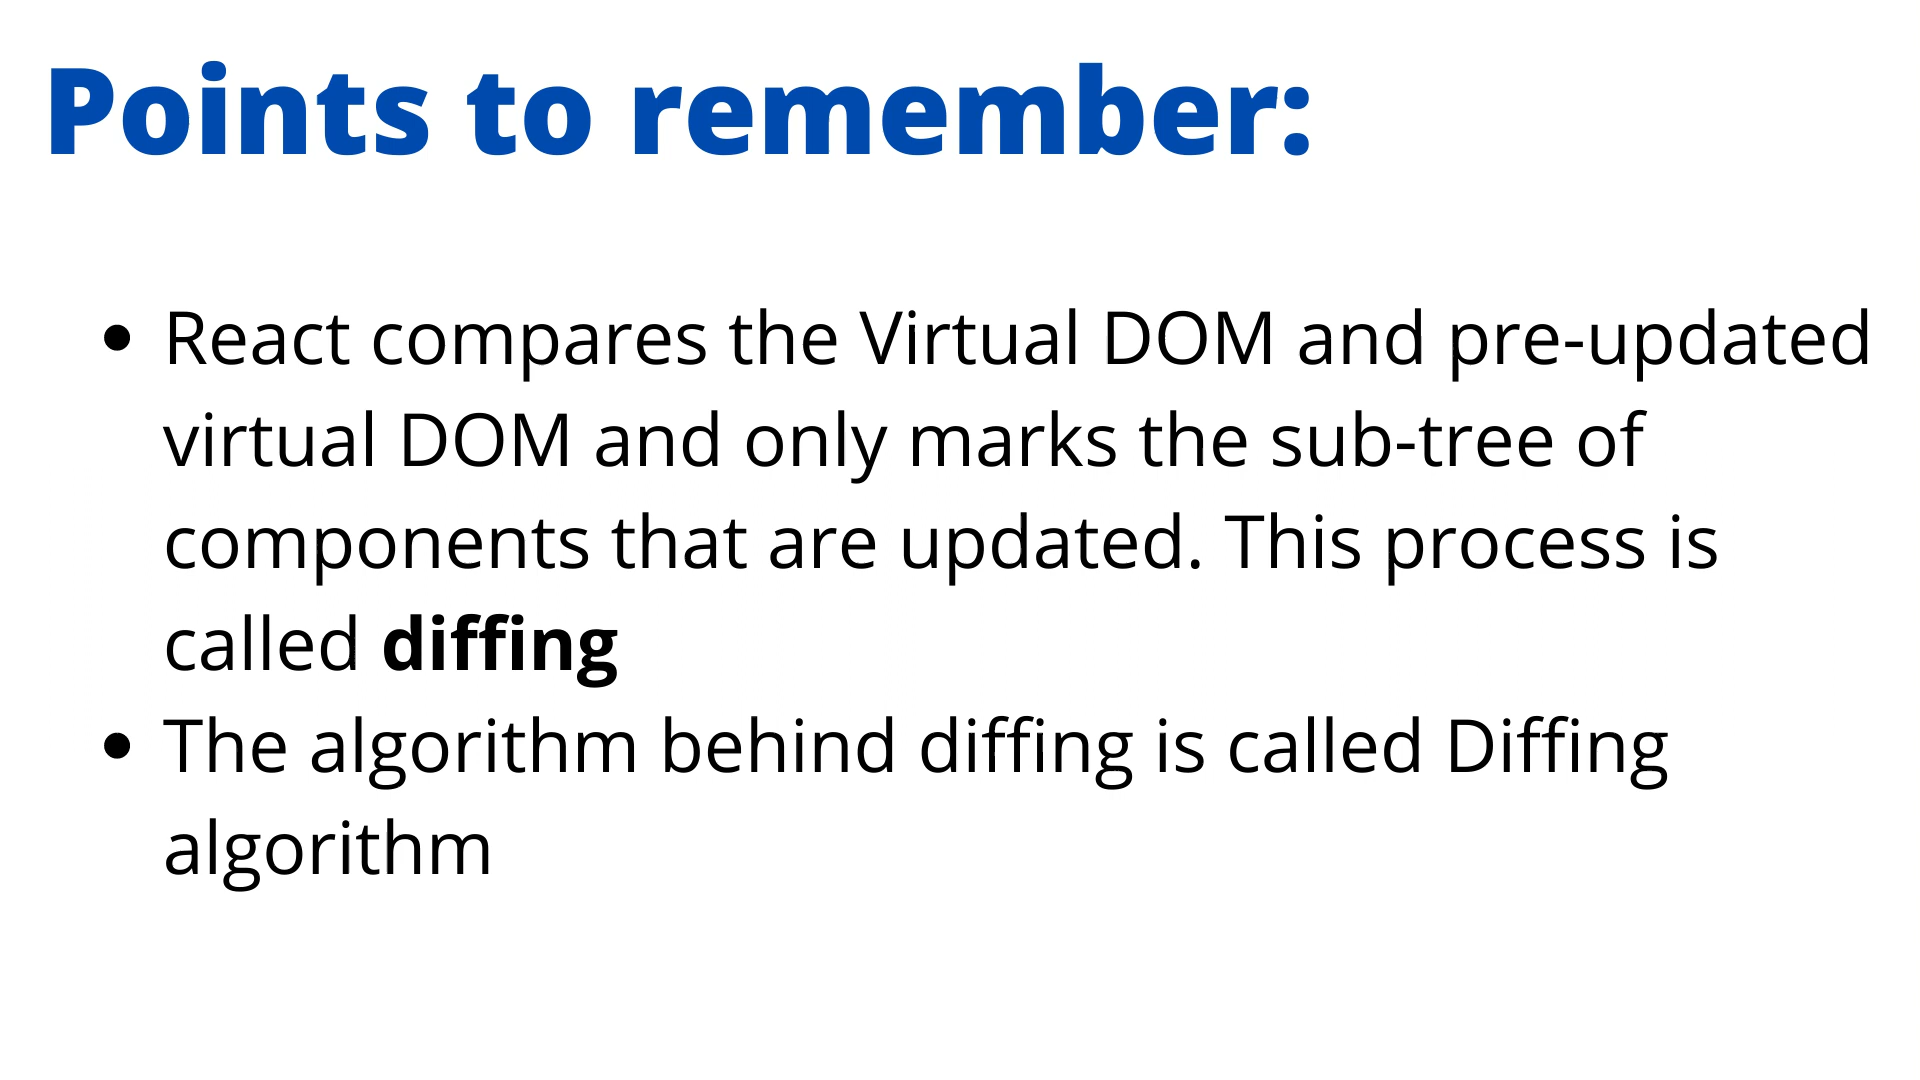 Points to remember:
• React compares the Virtual DOM and pre-updated
virtual DOM and only marks the sub-tree of
components that are updated. This process is
called diffing
• The algorithm behind diffing is called Diffing
algorithm